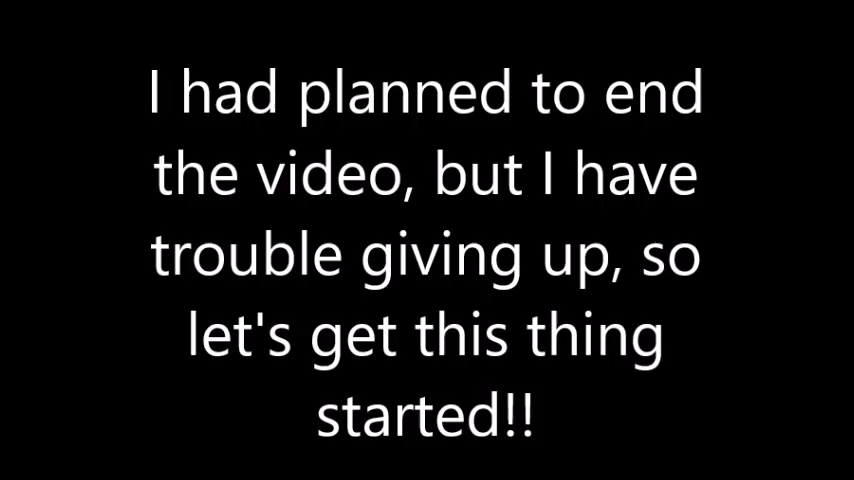 I had planned to end
the video, but I have
trouble giving up, so
let's get this thing
started!!